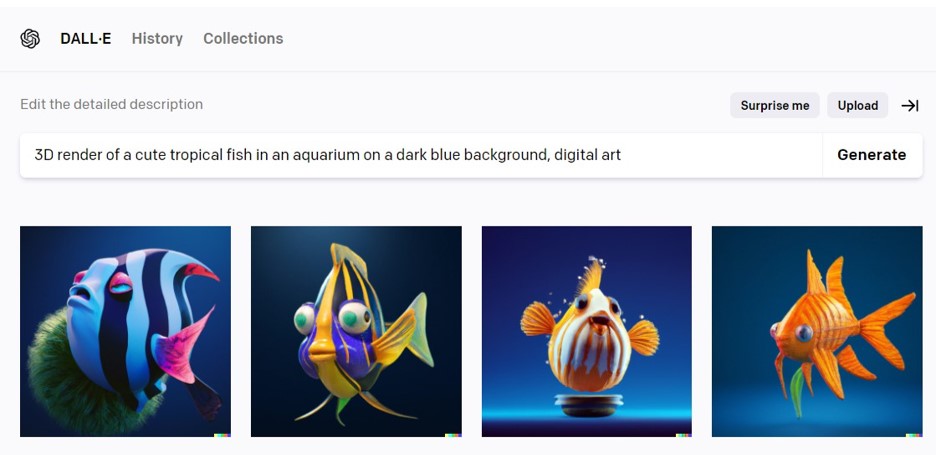 DALL·E History Collections
Edit the detailed description
Surprise me Upload
3D render of a cute tropical fish in an aquarium on a dark blue background, digital art
Generate